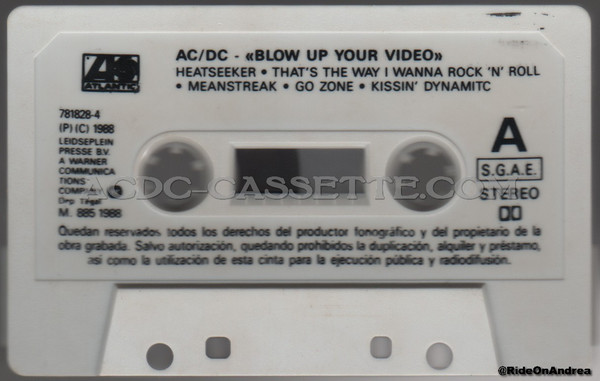 AC/DC - «BLOW UP YOUR VIDEO»
HEATSEEKER • THAT'S THE WAY I WANNA ROCK 'N' ROLL
• MEANSTREAK • GO ZONE • KISSIN' DYNAMITC
ATLANTIC
781828-4
(P) (C) 1988
LEIDSEPLEIN
PRESSE B.V.
A WARNER
COMMUNICA
TIONS
COMPANY
Dep. Legal
M. 885 1988
A
S.G.A.E.
STEREO
ACDC-CASSETTE.COM
Quedan reservados todos los derechos del productor fonográfico y del propietario de la
obra grabada. Salvo autorización, quedando prohibidos la duplicación, alquiler y préstamo,
así como la utilización de esta cinta para la ejecución pública y radiodifusión.
@RideOnAndrea